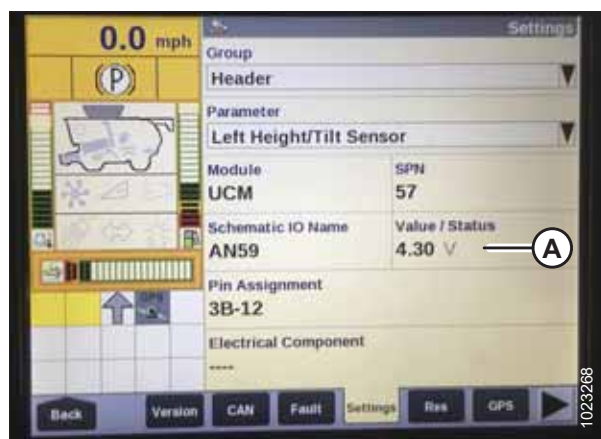 0.0 mph
Settings
(P)
Group
Header
Parameter
Left Height/Tilt Sensor
Module
SPN
UCM
57
Schematic IO Name
Value / Status
AN59
4.30 V
A
Pin Assignment
3B-12
GPS
Electrical Component
----
Back
Version
CAN
Fault
Settings
Res
GPS
1023268